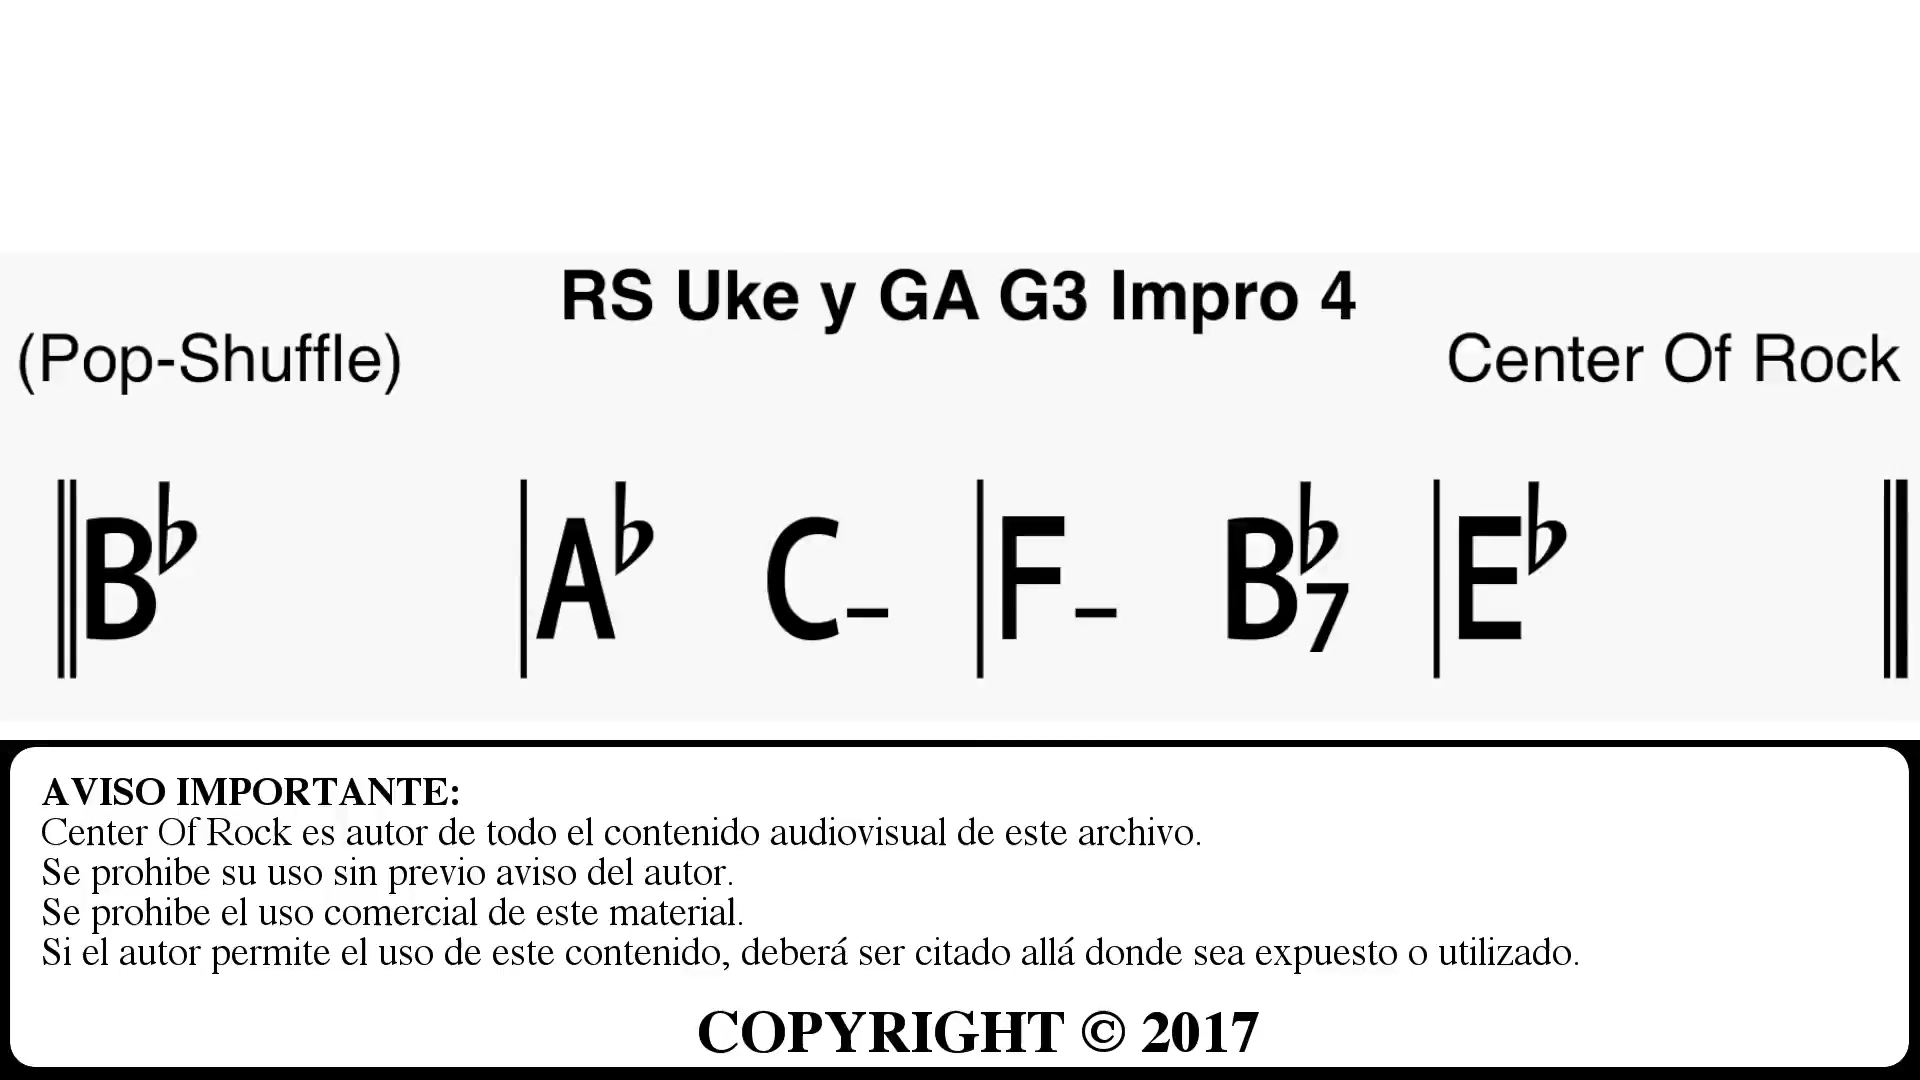 RS Uke y GA G3 Impro 4
(Pop-Shuffle) Center Of Rock
B♭ A♭ C– F– B♭7 E♭
AVISO IMPORTANTE:
Center Of Rock es autor de todo el contenido audiovisual de este archivo.
Se prohibe su uso sin previo aviso del autor.
Se prohibe el uso comercial de este material.
Si el autor permite el uso de este contenido, deberá ser citado allá donde sea expuesto o utilizado.
COPYRIGHT © 2017